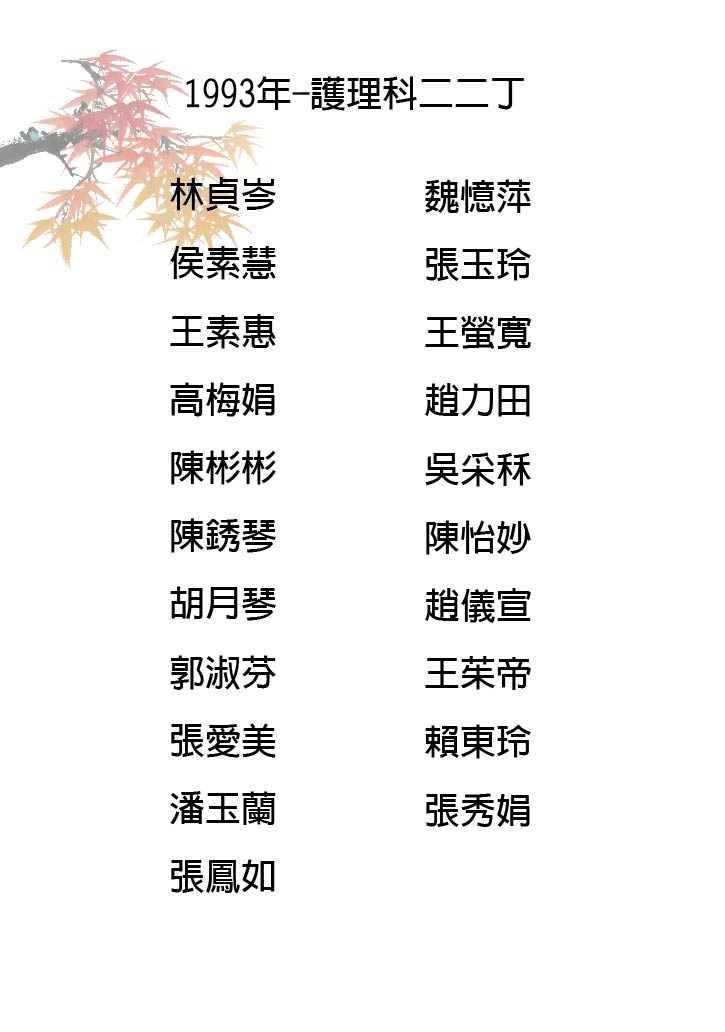 1993年-護理科二二丁
林貞岑
侯素慧
王素惠
高梅娟
陳彬彬
陳銹琴
胡月琴
郭淑芬
張愛美
潘玉蘭
張鳳如
魏憶萍
張玉玲
王螢寬
趙力田
吳采秝
陳怡妙
趙儀宣
王茱帝
賴東玲
張秀娟